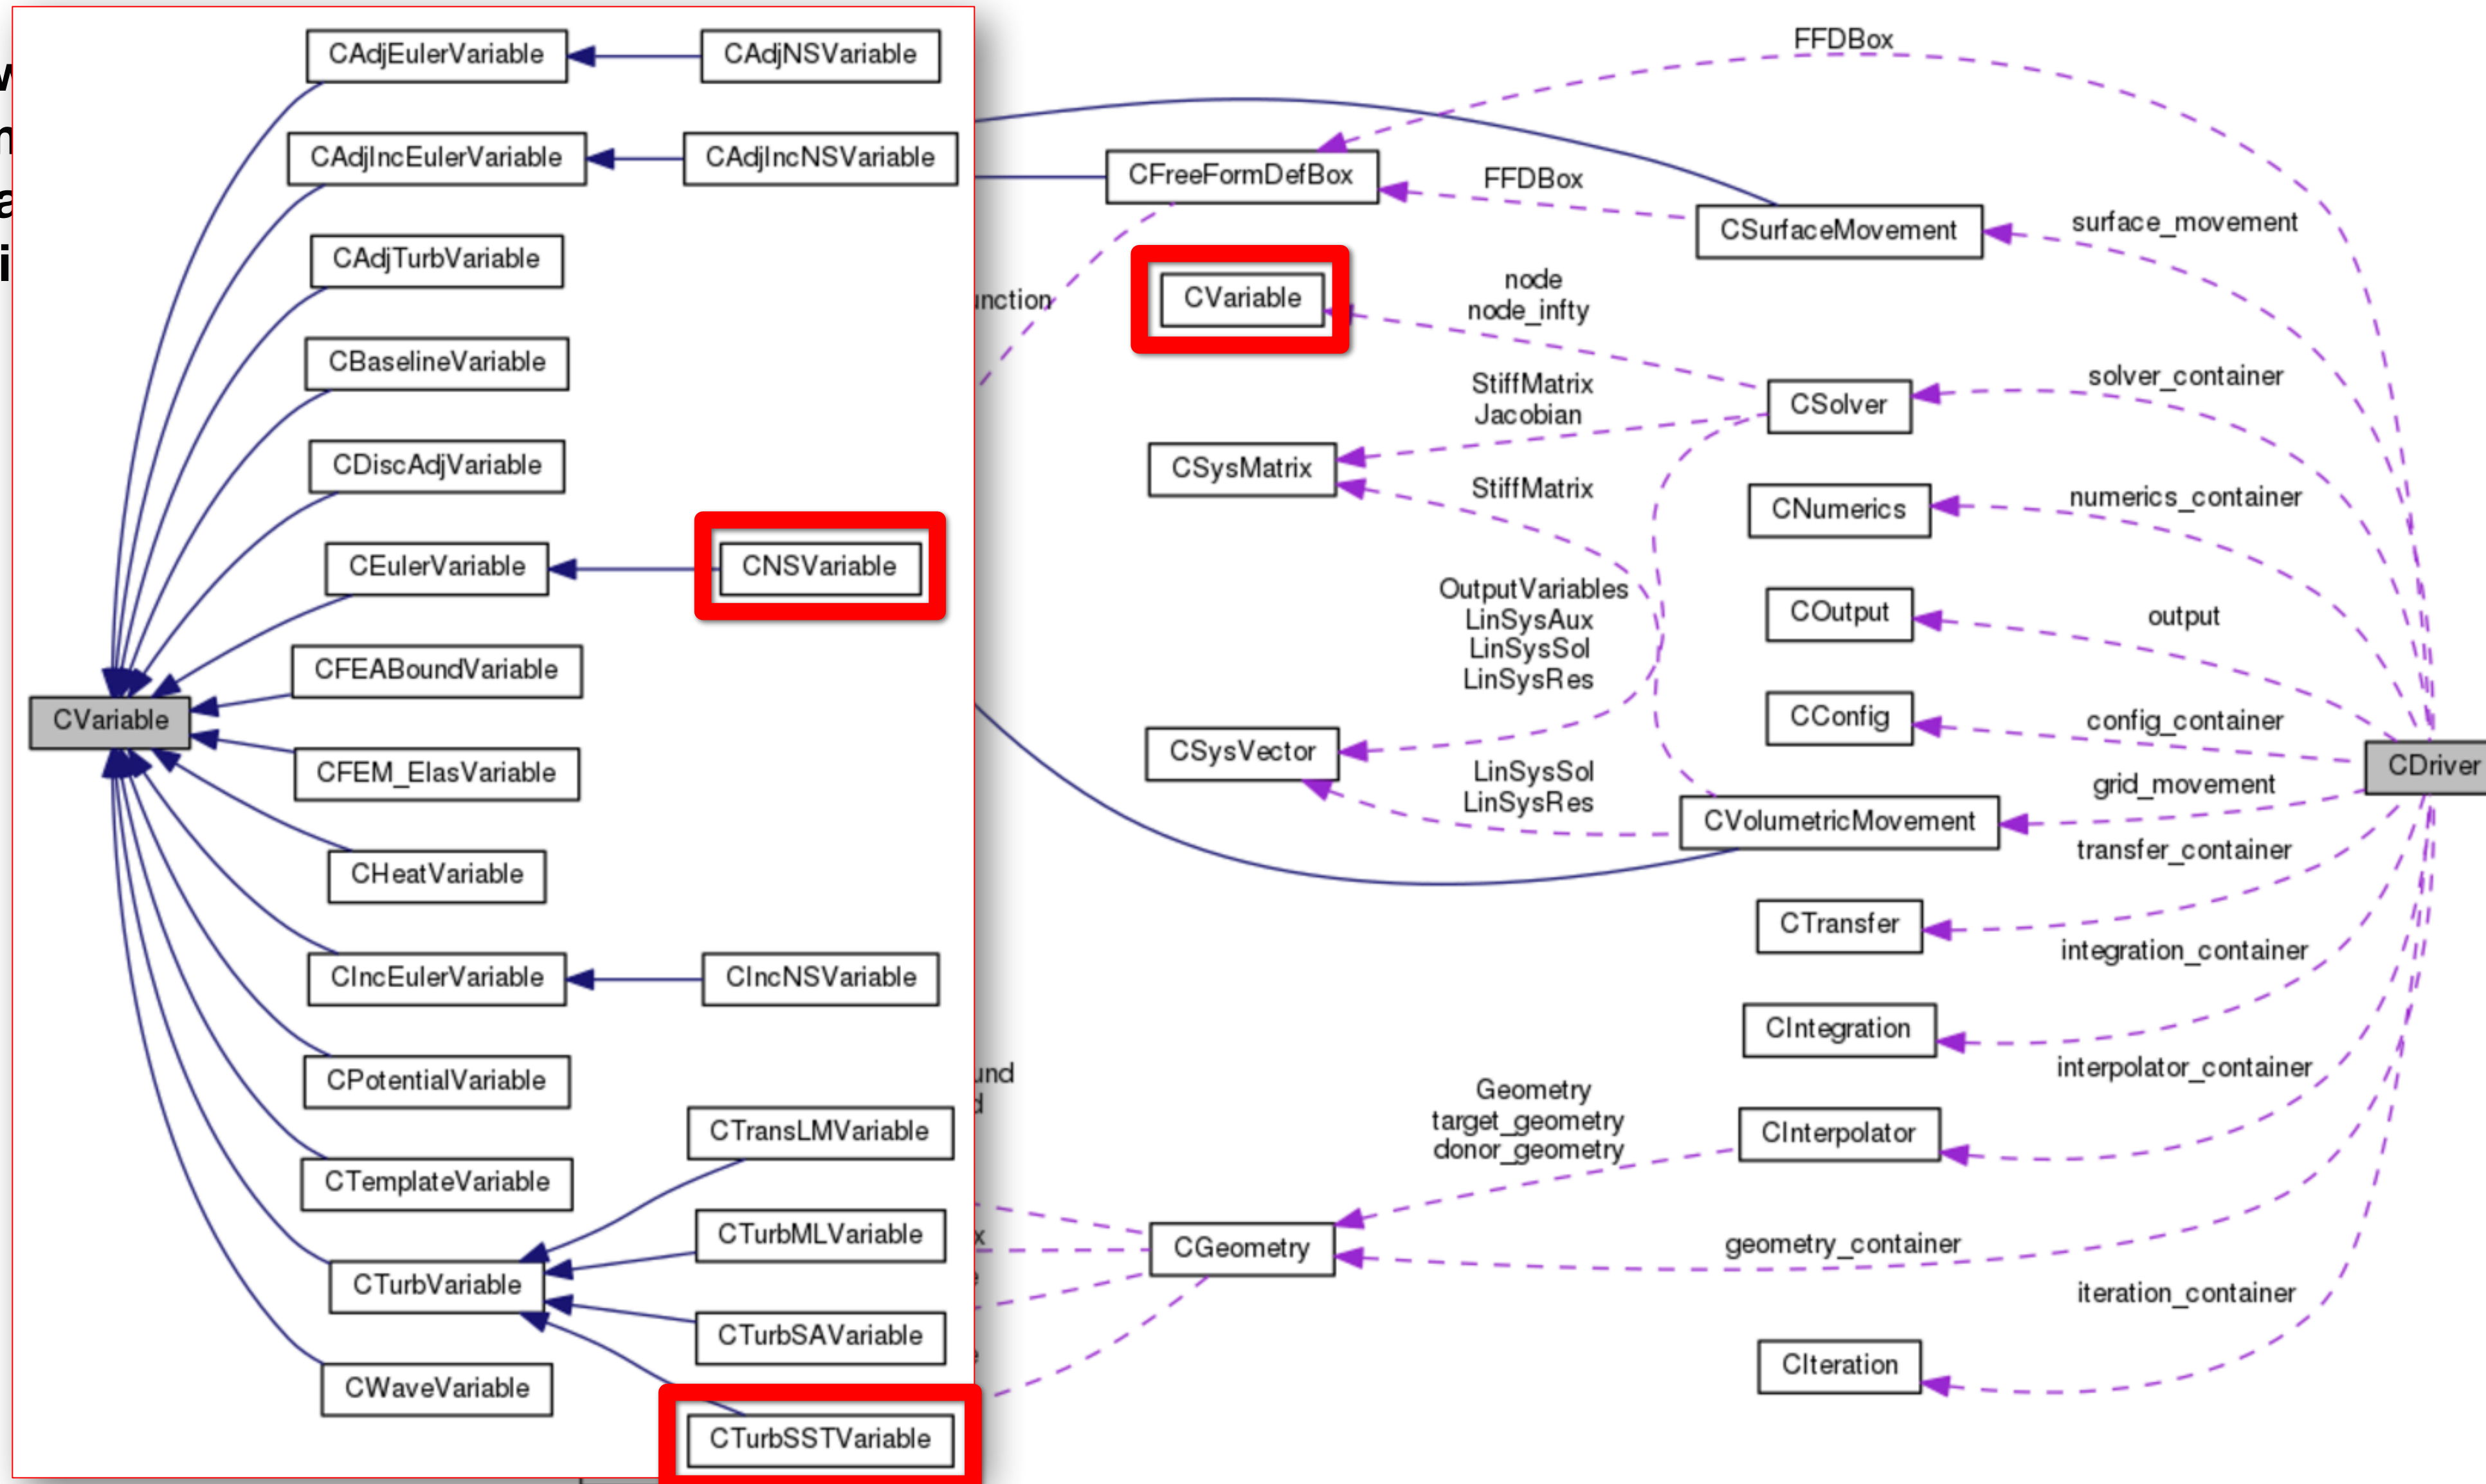 CAdjEulerVariable
CAdjNSVariable
CAdjIncEulerVariable
CAdjIncNSVariable
CAdjTurbVariable
CBaselineVariable
CDiscAdjVariable
CEulerVariable
CNSVariable
CFEABoundVariable
CVariable
CFEM_ElasVariable
CHeatVariable
CIncEulerVariable
CIncNSVariable
CPotentialVariable
CTransLMVariable
CTemplateVariable
CTurbMLVariable
CTurbVariable
CTurbSAVariable
CWaveVariable
CTurbSSTVariable
FFDBox
CFreeFormDefBox
FFDBox
CSurfaceMovement
surface_movement
CVariable
node
node_infty
StiffMatrix
Jacobian
CSolver
solver_container
CSysMatrix
StiffMatrix
CNumerics
numerics_container
OutputVariables
LinSysAux
LinSysSol
LinSysRes
COutput
output
CConfig
config_container
CSysVector
LinSysSol
LinSysRes
CDriver
grid_movement
CVolumetricMovement
transfer_container
CTransfer
integration_container
CIntegration
interpolator_container
Geometry
target_geometry
donor_geometry
CInterpolator
CGeometry
geometry_container
iteration_container
CIteration